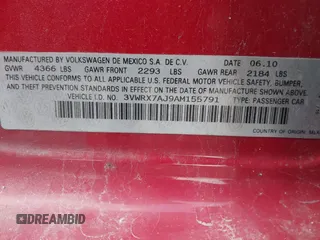 MANUFACTURED BY VOLKSWAGEN DE MEXICO S.A. DE C.V. DATE 06.10
GVWR 4366 LBS GAWR FRONT 2293 LBS GAWR REAR 2184 LBS
THIS VEHICLE CONFORMS TO ALL APPLICABLE U.S. FEDERAL MOTOR VEHICLE SAFETY, BUMPER,
AND THEFT PREVENTION STANDARDS IN EFFECT ON THE DATE OF MANUFACTURE SHOWN ABOVE.
VEHICLE IDENT. NO.: 3VWRX7AJ9AM155791 TYPE: PASSENGER CAR
COUNTRY OF ORIGIN: MEX
DREAMBID